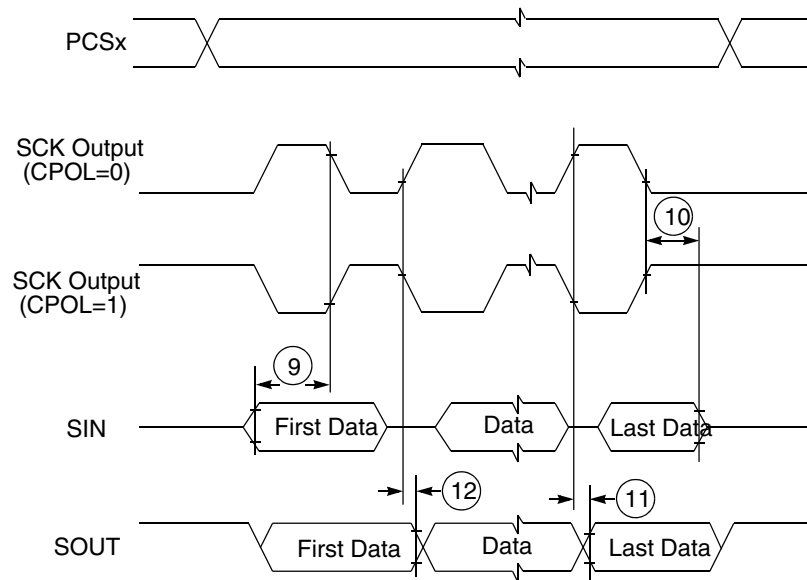 PCSx
SCK Output
(CPOL=0)
10
SCK Output
(CPOL=1)
9
SIN
First Data
Data
Last Data
12
11
SOUT
First Data
Data
Last Data